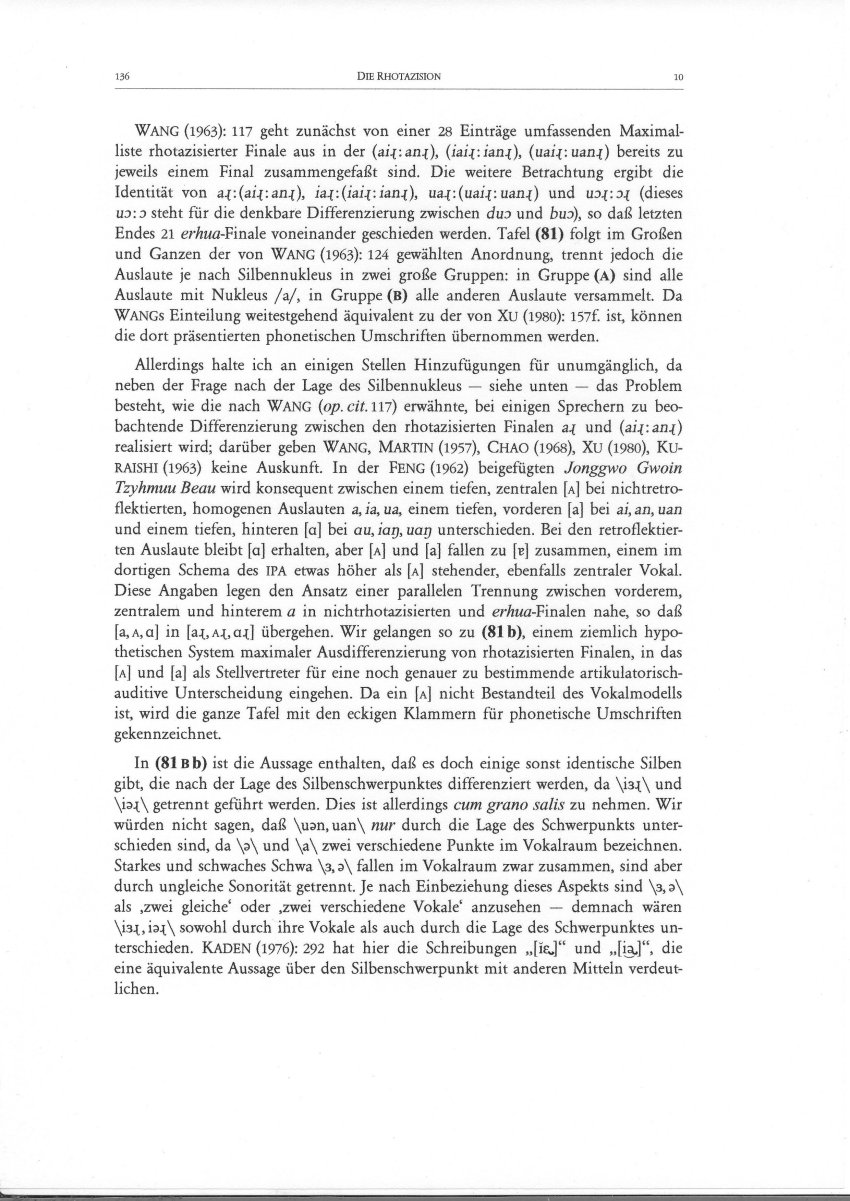 136 DIE RHOTAZISION 10
WANG (1963): 117 geht zunächst von einer 28 Einträge umfassenden Maximal-
liste rhotazisierter Finale aus in der (aiɻ: anɻ), (iaiɻ: ianɻ), (uaiɻ: uanɻ) bereits zu
jeweils einem Final zusammengefaßt sind. Die weitere Betrachtung ergibt die
Identität von aɻ:(aiɻ: anɻ), iaɻ:(iaiɻ: ianɻ), uaɻ:(uaiɻ: uanɻ) und uɔɻ: ɔɻ (dieses
uɔ: ɔ steht für die denkbare Differenzierung zwischen duɔ und buɔ), so daß letzten
Endes 21 erhua-Finale voneinander geschieden werden. Tafel (81) folgt im Großen
und Ganzen der von WANG (1963): 124 gewählten Anordnung, trennt jedoch die
Auslaute je nach Silbennukleus in zwei große Gruppen: in Gruppe (A) sind alle
Auslaute mit Nukleus /a/, in Gruppe (B) alle anderen Auslaute versammelt. Da
WANGs Einteilung weitestgehend äquivalent zu der von XU (1980): 157f. ist, können
die dort präsentierten phonetischen Umschriften übernommen werden.
Allerdings halte ich an einigen Stellen Hinzufügungen für unumgänglich, da
neben der Frage nach der Lage des Silbennukleus — siehe unten — das Problem
besteht, wie die nach WANG (op. cit. 117) erwähnte, bei einigen Sprechern zu beo-
bachtende Differenzierung zwischen den rhotazisierten Finalen aɻ und (aiɻ: anɻ)
realisiert wird; darüber geben WANG, MARTIN (1957), CHAO (1968), XU (1980), KU-
RAISHI (1963) keine Auskunft. In der FENG (1962) beigefügten Jonggwo Gwoin
Tzyhmuu Beau wird konsequent zwischen einem tiefen, zentralen [ᴀ] bei nichtretro-
flektierten, homogenen Auslauten a, ia, ua, einem tiefen, vorderen [a] bei ai, an, uan
und einem tiefen, hinteren [ɑ] bei ɑu, iɑŋ, uɑŋ unterschieden. Bei den retroflektier-
ten Auslaute bleibt [ɑ] erhalten, aber [ᴀ] und [a] fallen zu [ɐ] zusammen, einem im
dortigen Schema des IPA etwas höher als [ᴀ] stehender, ebenfalls zentraler Vokal.
Diese Angaben legen den Ansatz einer parallelen Trennung zwischen vorderem,
zentralem und hinterem a in nichtrhotazisierten und erhua-Finalen nahe, so daß
[a, ᴀ, ɑ] in [aɻ, ᴀɻ, ɑɻ] übergehen. Wir gelangen so zu (81 b), einem ziemlich hypo-
thetischen System maximaler Ausdifferenzierung von rhotazisierten Finalen, in das
[ᴀ] und [a] als Stellvertreter für eine noch genauer zu bestimmende artikulatorisch-
auditive Unterscheidung eingehen. Da ein [ᴀ] nicht Bestandteil des Vokalmodells
ist, wird die ganze Tafel mit den eckigen Klammern für phonetische Umschriften
gekennzeichnet.
In (81 B b) ist die Aussage enthalten, daß es doch einige sonst identische Silben
gibt, die nach der Lage des Silbenschwerpunktes differenziert werden, da \iɜɻ\ und
\iəɻ\ getrennt geführt werden. Dies ist allerdings cum grano salis zu nehmen. Wir
würden nicht sagen, daß \uən, uan\ nur durch die Lage des Schwerpunkts unter-
schieden sind, da \ə\ und \a\ zwei verschiedene Punkte im Vokalraum bezeichnen.
Starkes und schwaches Schwa \ɜ, ə\ fallen im Vokalraum zwar zusammen, sind aber
durch ungleiche Sonorität getrennt. Je nach Einbeziehung dieses Aspekts sind \ɜ, ə\
als ‚zwei gleiche‘ oder ‚zwei verschiedene Vokale‘ anzusehen — demnach wären
\iɜɻ, iəɻ\ sowohl durch ihre Vokale als auch durch die Lage des Schwerpunktes un-
terschieden. KADEN (1976): 292 hat hier die Schreibungen und die
eine äquivalente Aussage über den Silbenschwerpunkt mit anderen Mitteln verdeut-
lichen.